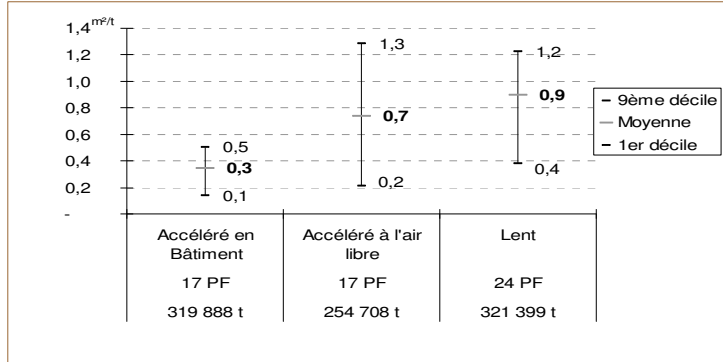 1,4 m²/t
1,2
1,0
0,8
0,6
0,4
0,2
-
0,5
0,3
0,1
1,3
0,7
0,2
1,2
0,9
0,4
9ème décile
Moyenne
1er décile
Accéléré en Bâtiment
Accéléré à l'air libre
Lent
17 PF
17 PF
24 PF
319 888 t
254 708 t
321 399 t